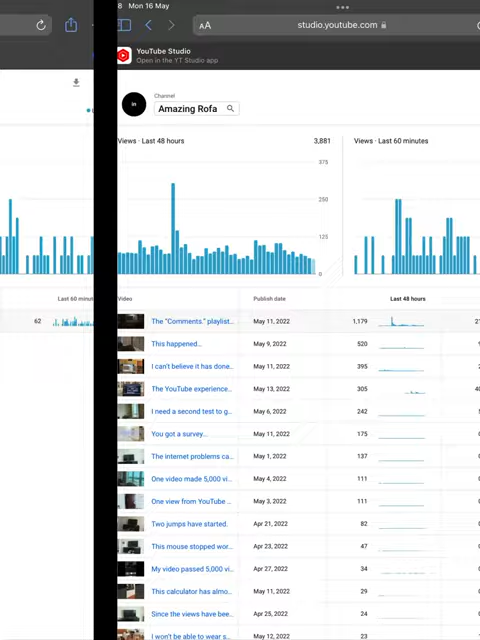 8 Mon 16 May
AA
studio.youtube.com
YouTube Studio
Open in the YT Studio app
in
Channel
Amazing Rofa
Views · Last 48 hours
3,881
Views · Last 60 minutes
375
250
125
0
Last 60 minut
Video
Publish date
Last 48 hours
62
The "Comments." playlist...
May 11, 2022
1,179
This happened...
May 9, 2022
520
I can't believe it has done...
May 11, 2022
395
The YouTube experience...
May 13, 2022
305
I need a second test to g...
May 6, 2022
242
You got a survey...
May 11, 2022
175
The internet problems ca...
May 1, 2022
137
One video made 5,000 vi...
May 4, 2022
111
One view from YouTube ...
May 3, 2022
111
Two jumps have started.
Apr 21, 2022
82
This mouse stopped wor...
Apr 23, 2022
47
My video passed 5,000 vi...
Apr 27, 2022
34
This calculator has almo...
May 11, 2022
29
Since the views have bee...
Apr 25, 2022
24
I won't be able to wear s...
May 12, 2022
23